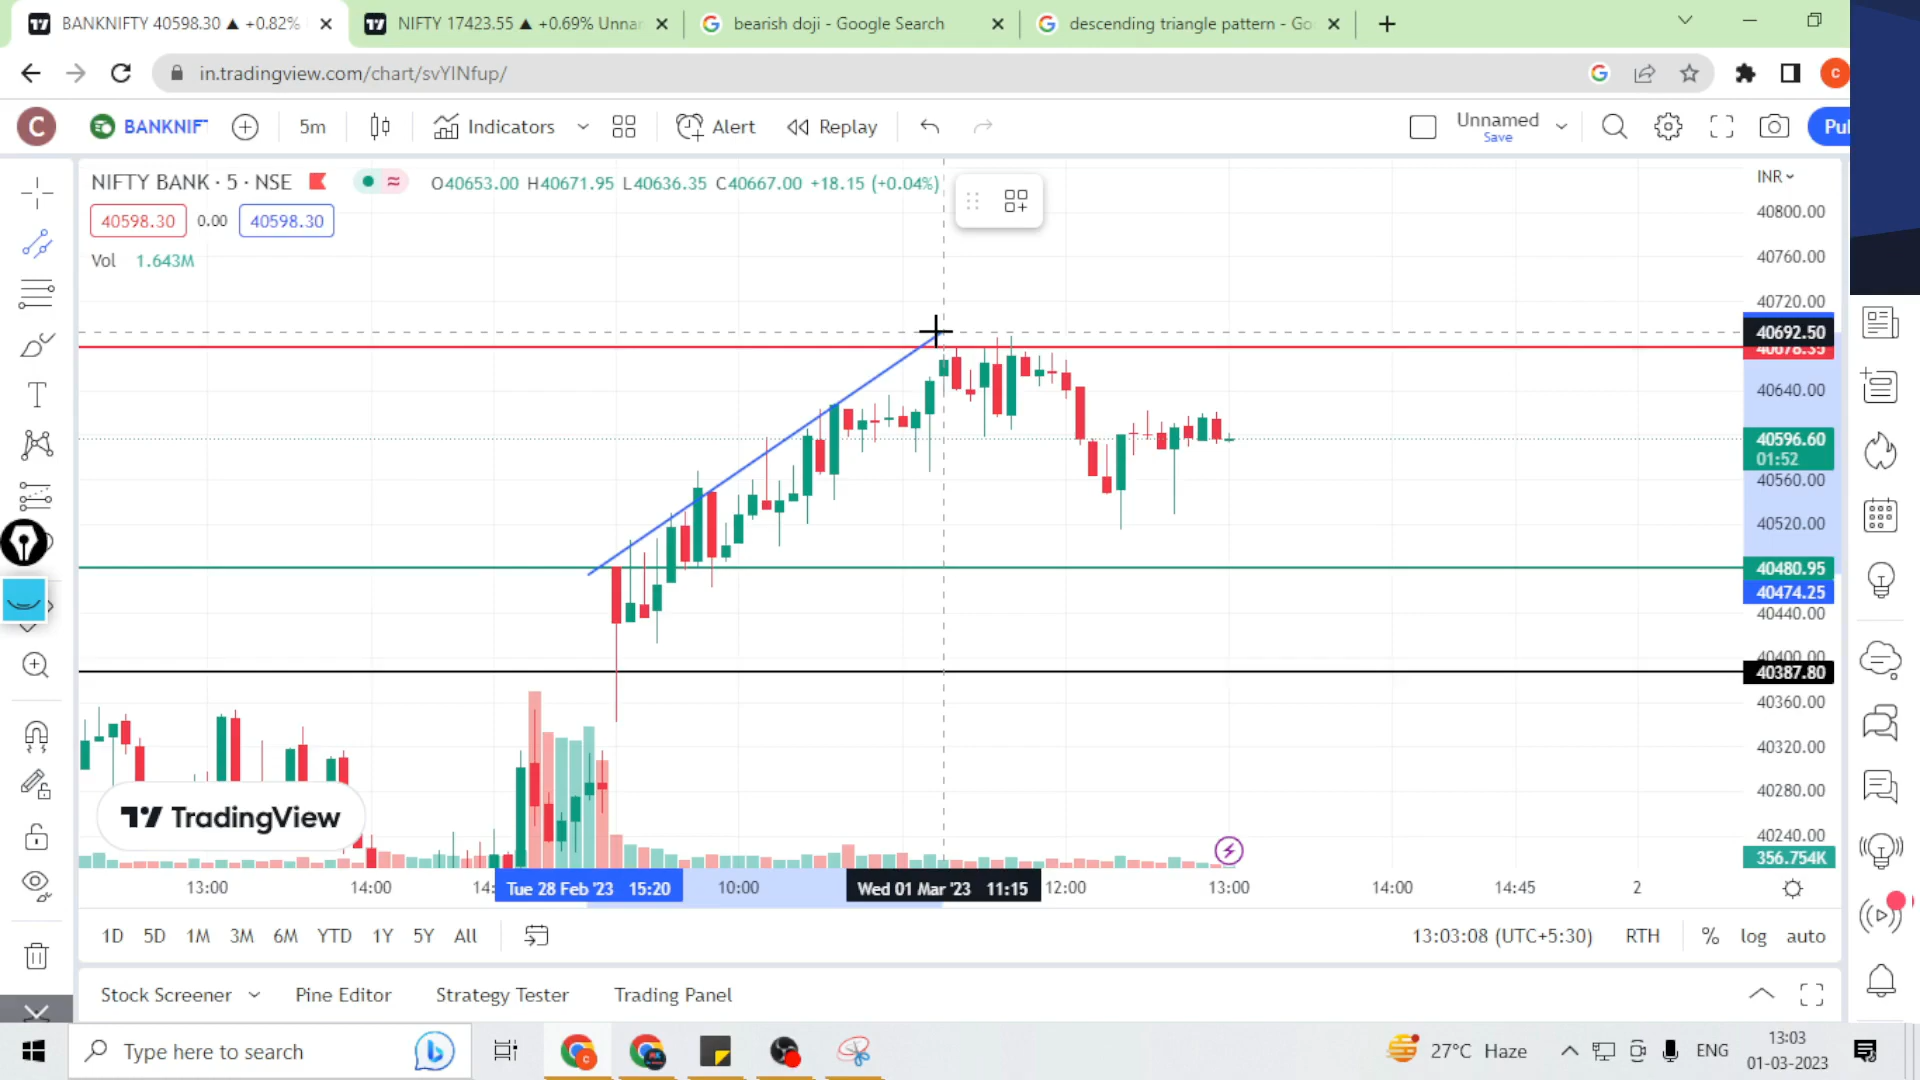 BANKNIFTY 40598.30 ▲ +0.82%
NIFTY 17423.55 ▲ +0.69% Unnar
bearish doji - Google Search
descending triangle pattern - Go
in.tradingview.com/chart/svYINfup/
C
C
BANKNIF
5m
Indicators
Alert
Replay
Unnamed
Save
Pu
NIFTY BANK · 5 · NSE
O40653.00 H40671.95 L40636.35 C40667.00 +18.15 (+0.04%)
INR
40598.30
0.00
40598.30
Vol 1.643M
40800.00
40760.00
40720.00
40692.50
40678.35
40640.00
40596.60
01:52
40560.00
40520.00
40480.95
40474.25
40440.00
40400.00
40387.80
40360.00
40320.00
40280.00
40240.00
356.754K
TradingView
13:00
14:00
14:
Tue 28 Feb '23 15:20
10:00
Wed 01 Mar '23 11:15
12:00
13:00
14:00
14:45
2
1D 5D 1M 3M 6M YTD 1Y 5Y All
13:03:08 (UTC+5:30)
RTH
% log auto
Stock Screener
Pine Editor
Strategy Tester
Trading Panel
Type here to search
27°C Haze
ENG
13:03
01-03-2023